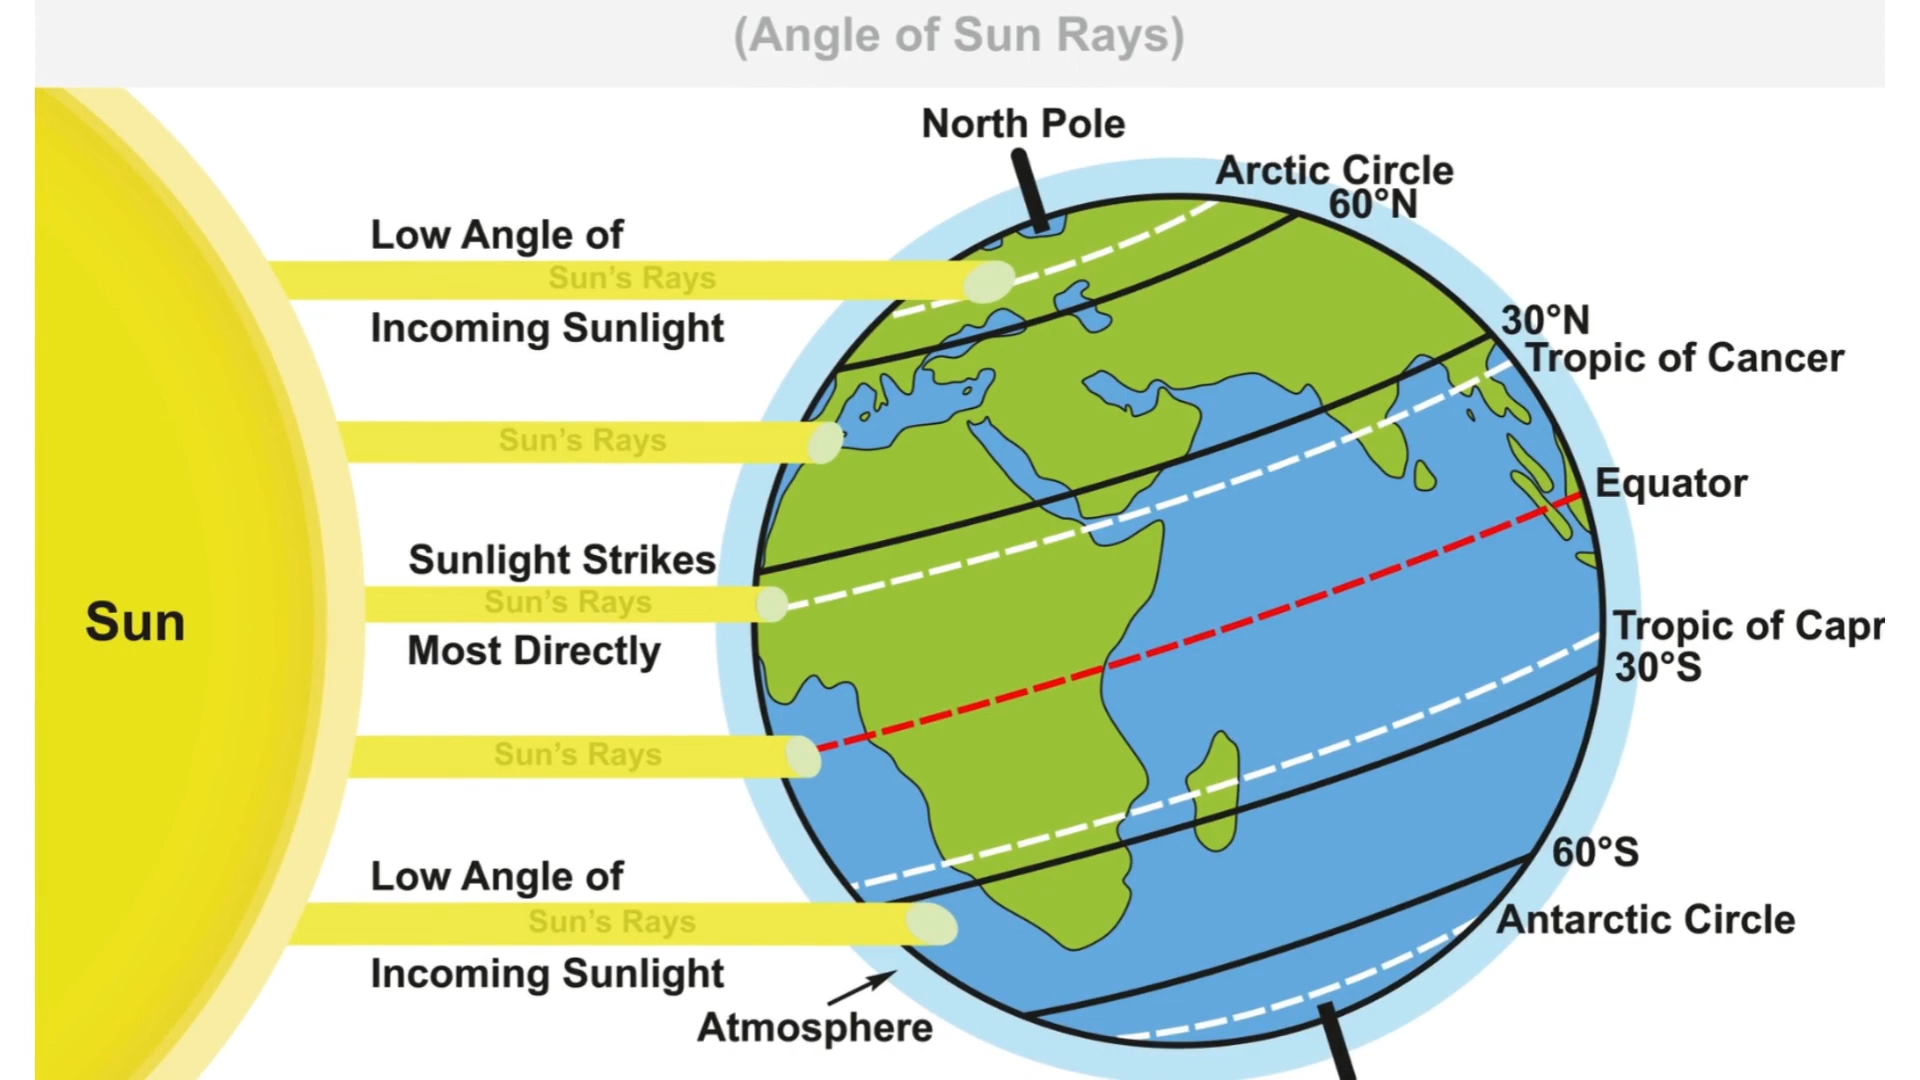 (Angle of Sun Rays)
North Pole
Arctic Circle
60°N
Low Angle of
Sun's Rays
Incoming Sunlight
30°N
Tropic of Cancer
Sun's Rays
Equator
Sunlight Strikes
Sun's Rays
Most Directly
Sun
Tropic of Capr
30°S
Sun's Rays
60°S
Low Angle of
Sun's Rays
Incoming Sunlight
Antarctic Circle
Atmosphere